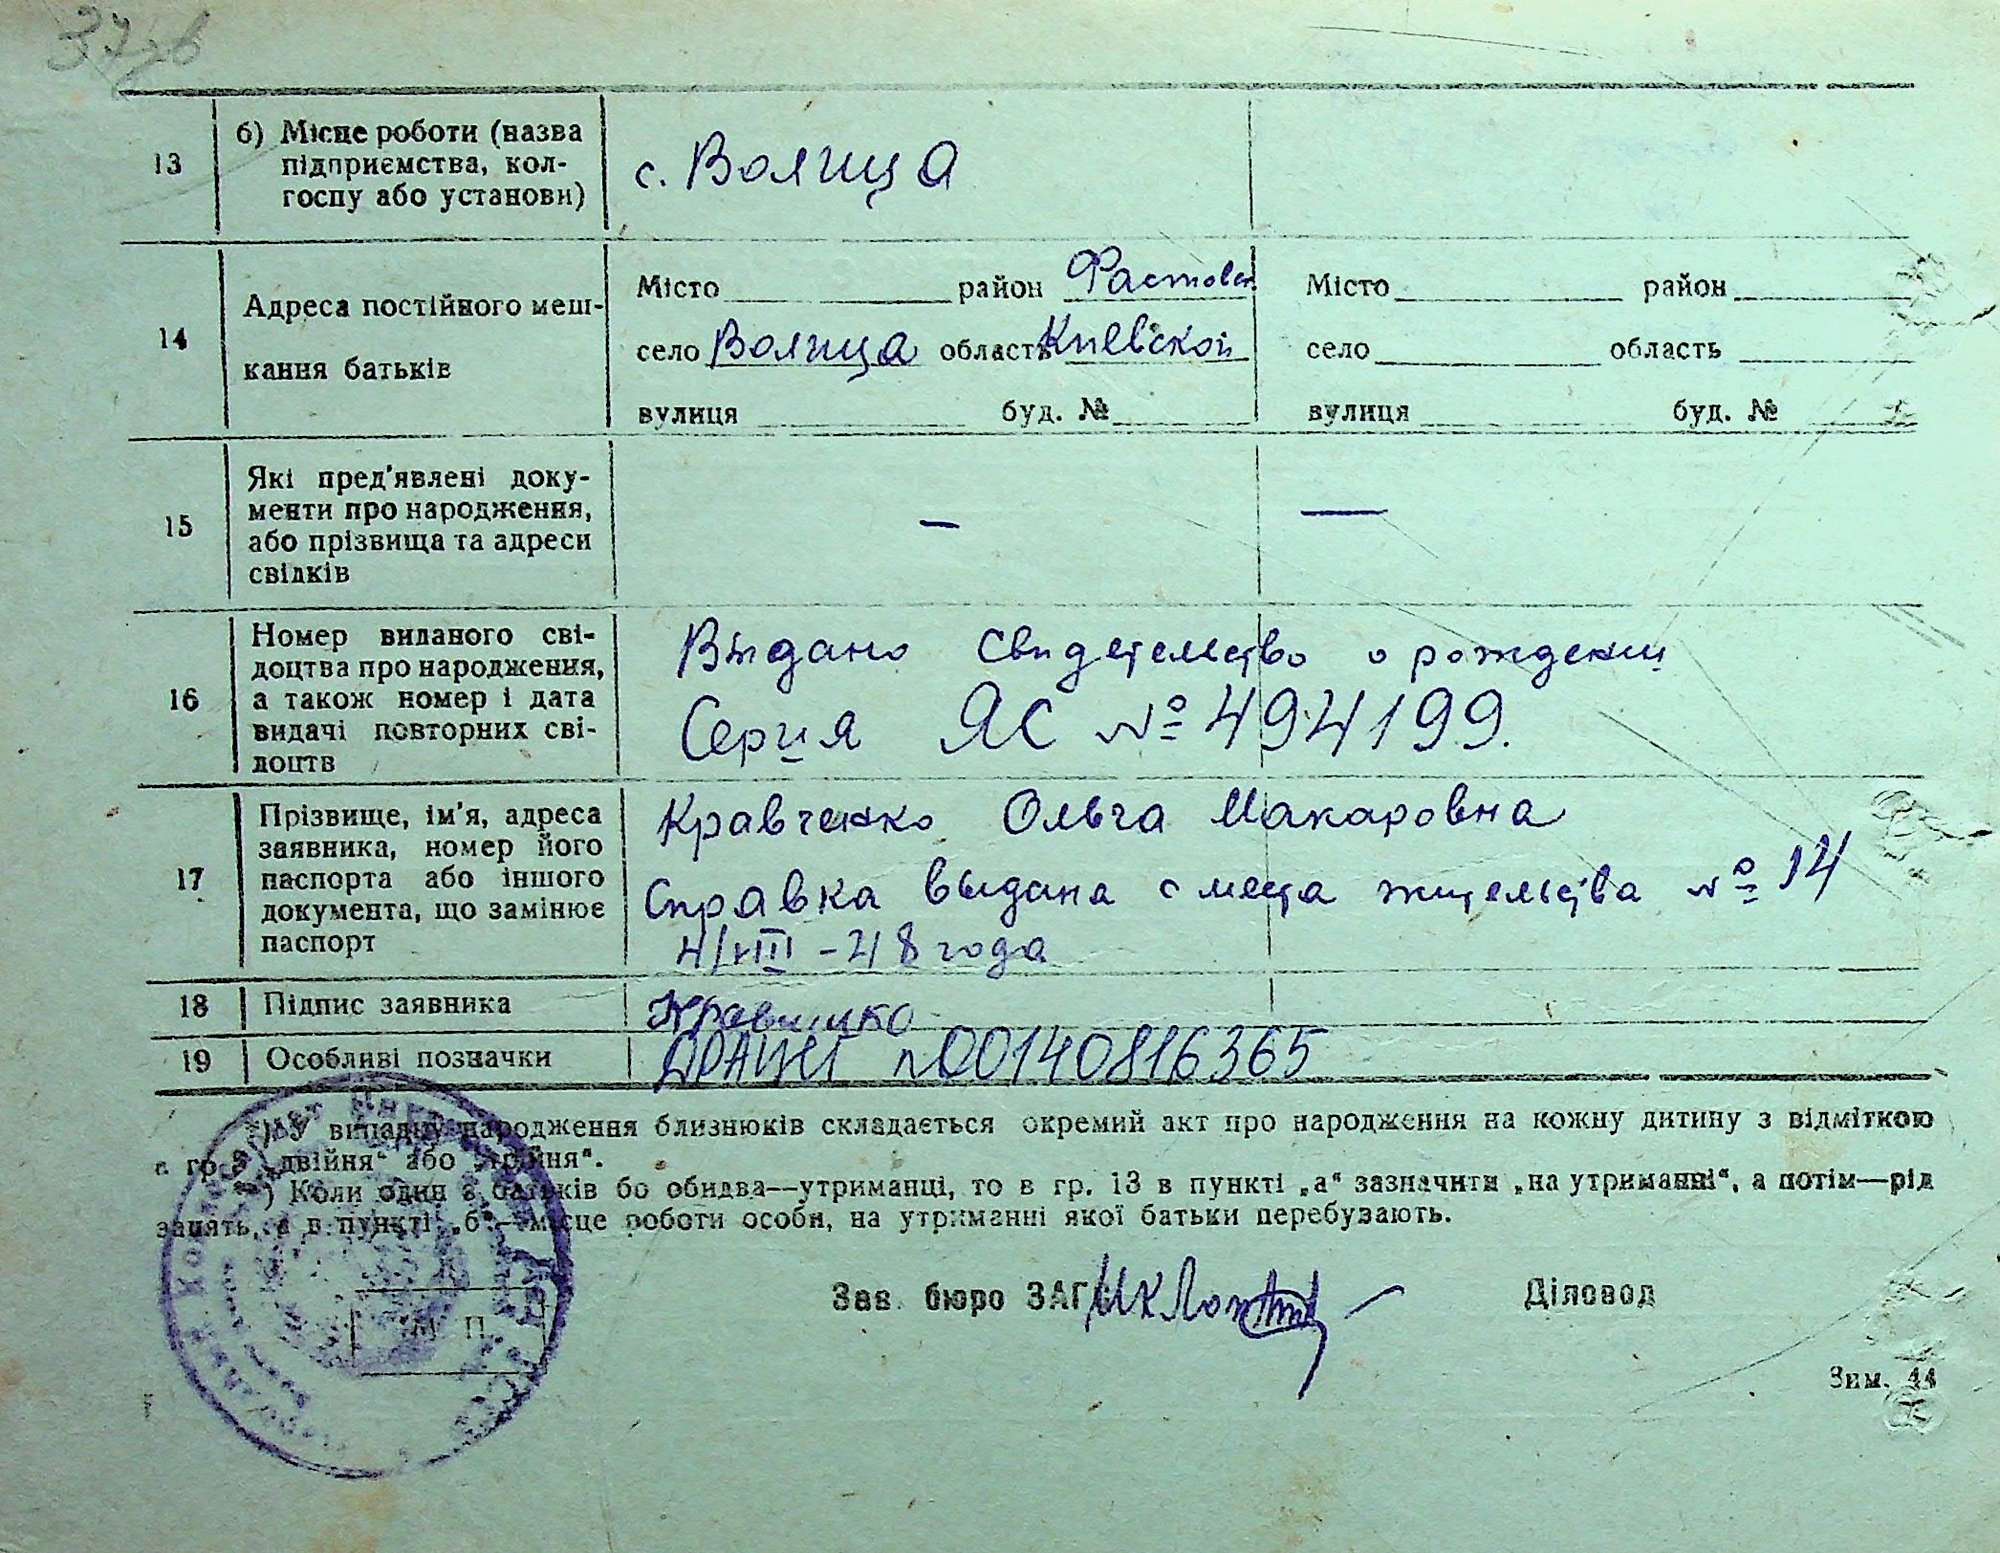 13
б) Місце роботи (назва
підприємства, кол-
госпу або установи)
с. Волица
14
Адреса постійного меш-
кання батьків
Місто район Фастовск. Місто район
село Волица область Киевской село область
вулиця буд. № вулиця буд. №
15
Які пред'явлені доку-
менти про народження,
або прізвища та адреси
свідків
— —
16
Номер виданого сві-
доцтва про народження,
а також номер і дата
видачі повторних сві-
доцтв
Выдано свидетельство о рождении
Серия ЯС № 494199.
17
Прізвище, ім'я, адреса
заявника, номер його
паспорта або іншого
документа, що замінює
паспорт
Кравченко Ольга Макаровна
Справка выдана с места жительства № 14
4/VIII - 48 года
18 Підпис заявника Кравченко
19 Особливі позначки ДРАЦСГ 00140816365
) У випадку народження близнюків складається окремий акт про народження на кожну дитину з відміткою
в гр. 3 „двійня“ або „трійня“.
) Коли один з батьків бо обидва—утриманці, то в гр. 13 в пункті „а“ зазначити „на утриманні“, а потім—рід
занять, а в пункті „б“—місце роботи особи, на утриманні якої батьки перебувають.
Зав. бюро ЗАГС Діловод
М П.
Зим. 44